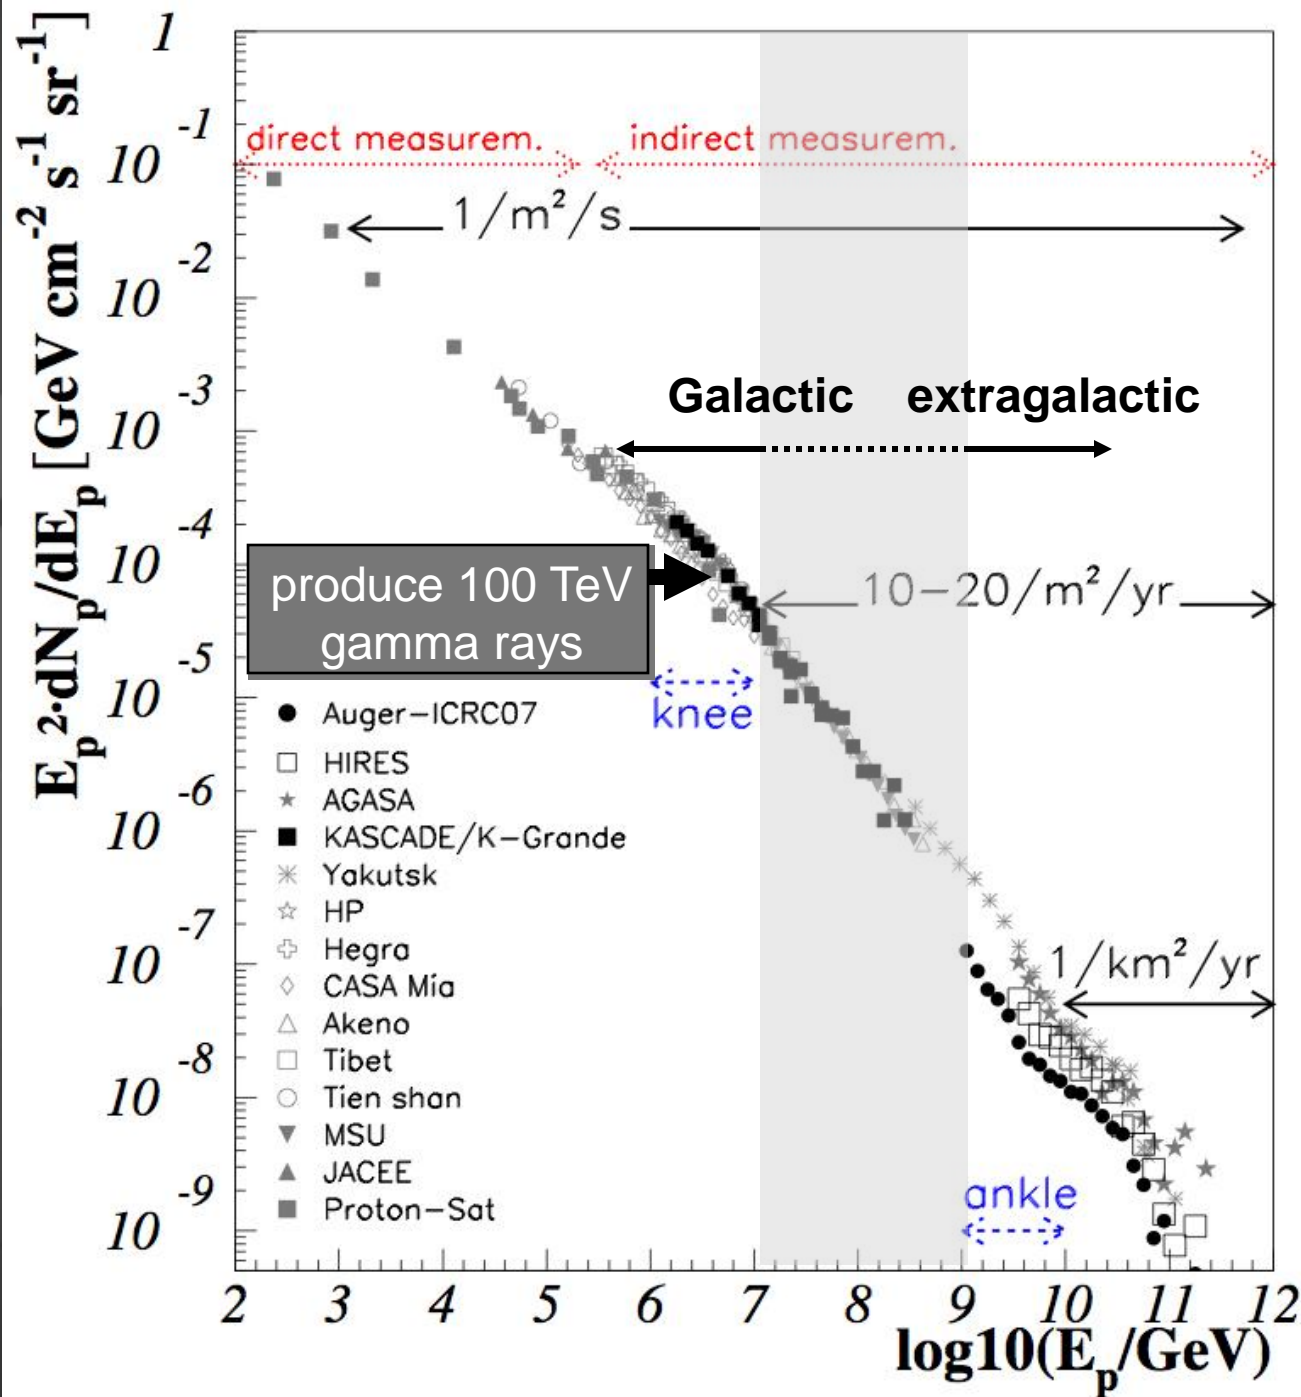 E_p^2·dN_p/dE_p [GeV cm^-2 s^-1 sr^-1]
1
10^-1
10^-2
10^-3
10^-4
10^-5
10^-6
10^-7
10^-8
10^-9
direct measurem. indirect measurem.
1/m²/s
Galactic extragalactic
produce 100 TeV
gamma rays
10-20/m²/yr
knee
Auger-ICRC07
HIRES
AGASA
KASCADE/K-Grande
Yakutsk
HP
Hegra
CASA Mia
Akeno
Tibet
Tien shan
MSU
JACEE
Proton-Sat
1/km²/yr
ankle
2 3 4 5 6 7 8 9 10 11 12
log10(E_p/GeV)